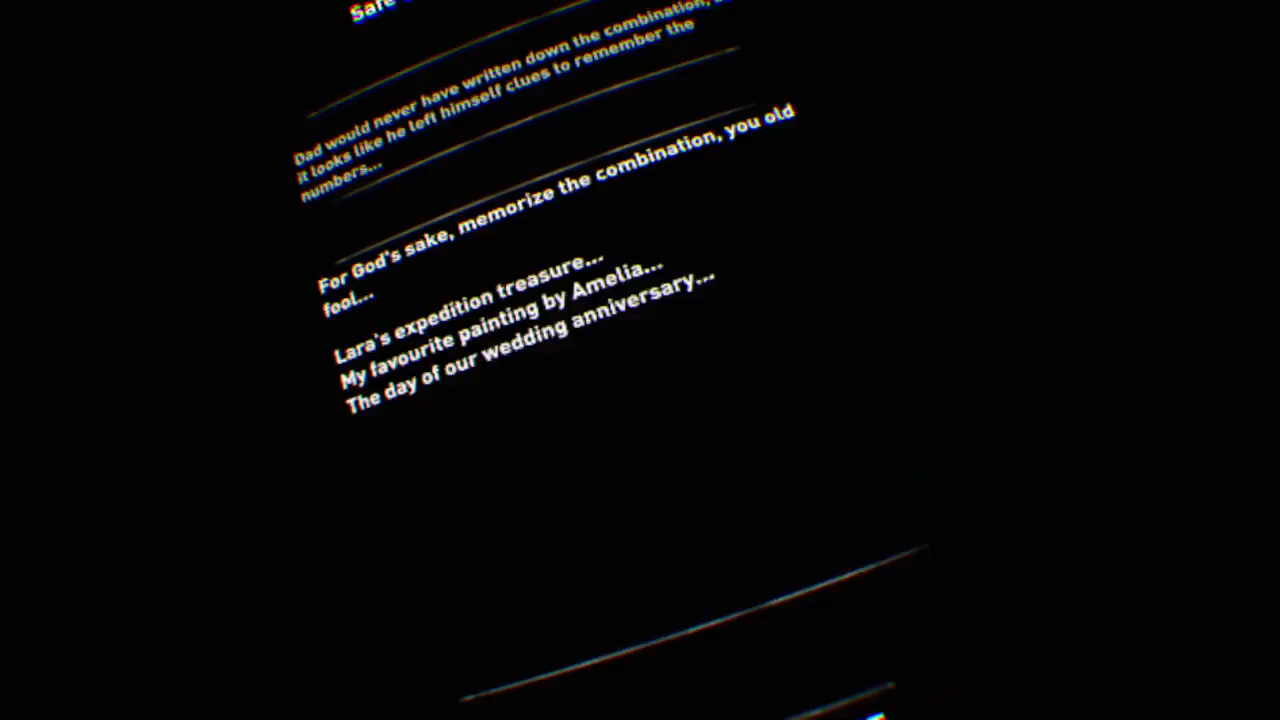 Safe
Dad would never have written down the combination,
it looks like he left himself clues to remember the
numbers...
For God's sake, memorize the combination, you old
fool...
Lara's expedition treasure...
My favourite painting by Amelia...
The day of our wedding anniversary...